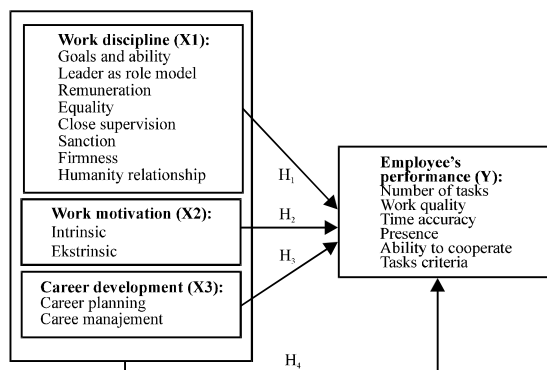 Work discipline (X1):
Goals and ability
Leader as role model
Remuneration
Equality
Close supervision
Sanction
Firmness
Humanity relationship
Work motivation (X2):
Intrinsic
Ekstrinsic
Career development (X3):
Career planning
Caree manajement
H1
H2
H3
Employee's
performance (Y):
Number of tasks
Work quality
Time accuracy
Presence
Ability to cooperate
Tasks criteria
H4